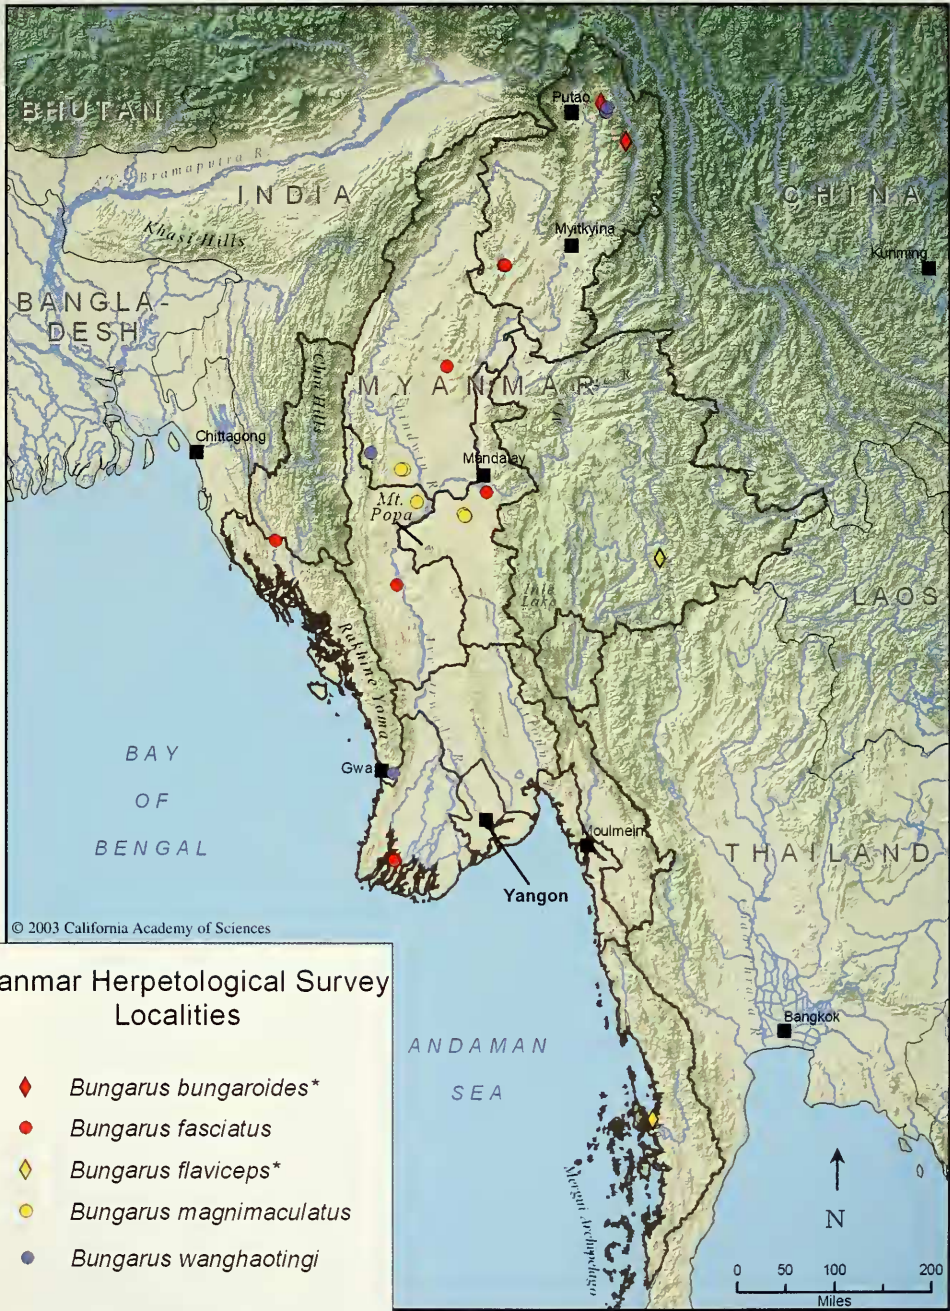 BHUTAN
Putao
Bramaputra R.
INDIA
CHINA
Khasi Hills
Myitkyina
Kunming
BANGLA-
DESH
Chin Hills
MYANMAR
R.
Chittagong
Mandalay
Mt.
Popa
Inle
Lake
LAOS
Rakhine Yoma
BAY
OF
BENGAL
Gwa
Moulmein
THAILAND
Yangon
© 2003 California Academy of Sciences
anmar Herpetological Survey
Localities
Bangkok
ANDAMAN
SEA
Bungarus bungaroides*
Bungarus fasciatus
Bungarus flaviceps*
Bungarus magnimaculatus
Bungarus wanghaotingi
Mergui Archipelago
N
0 50 100 200
Miles